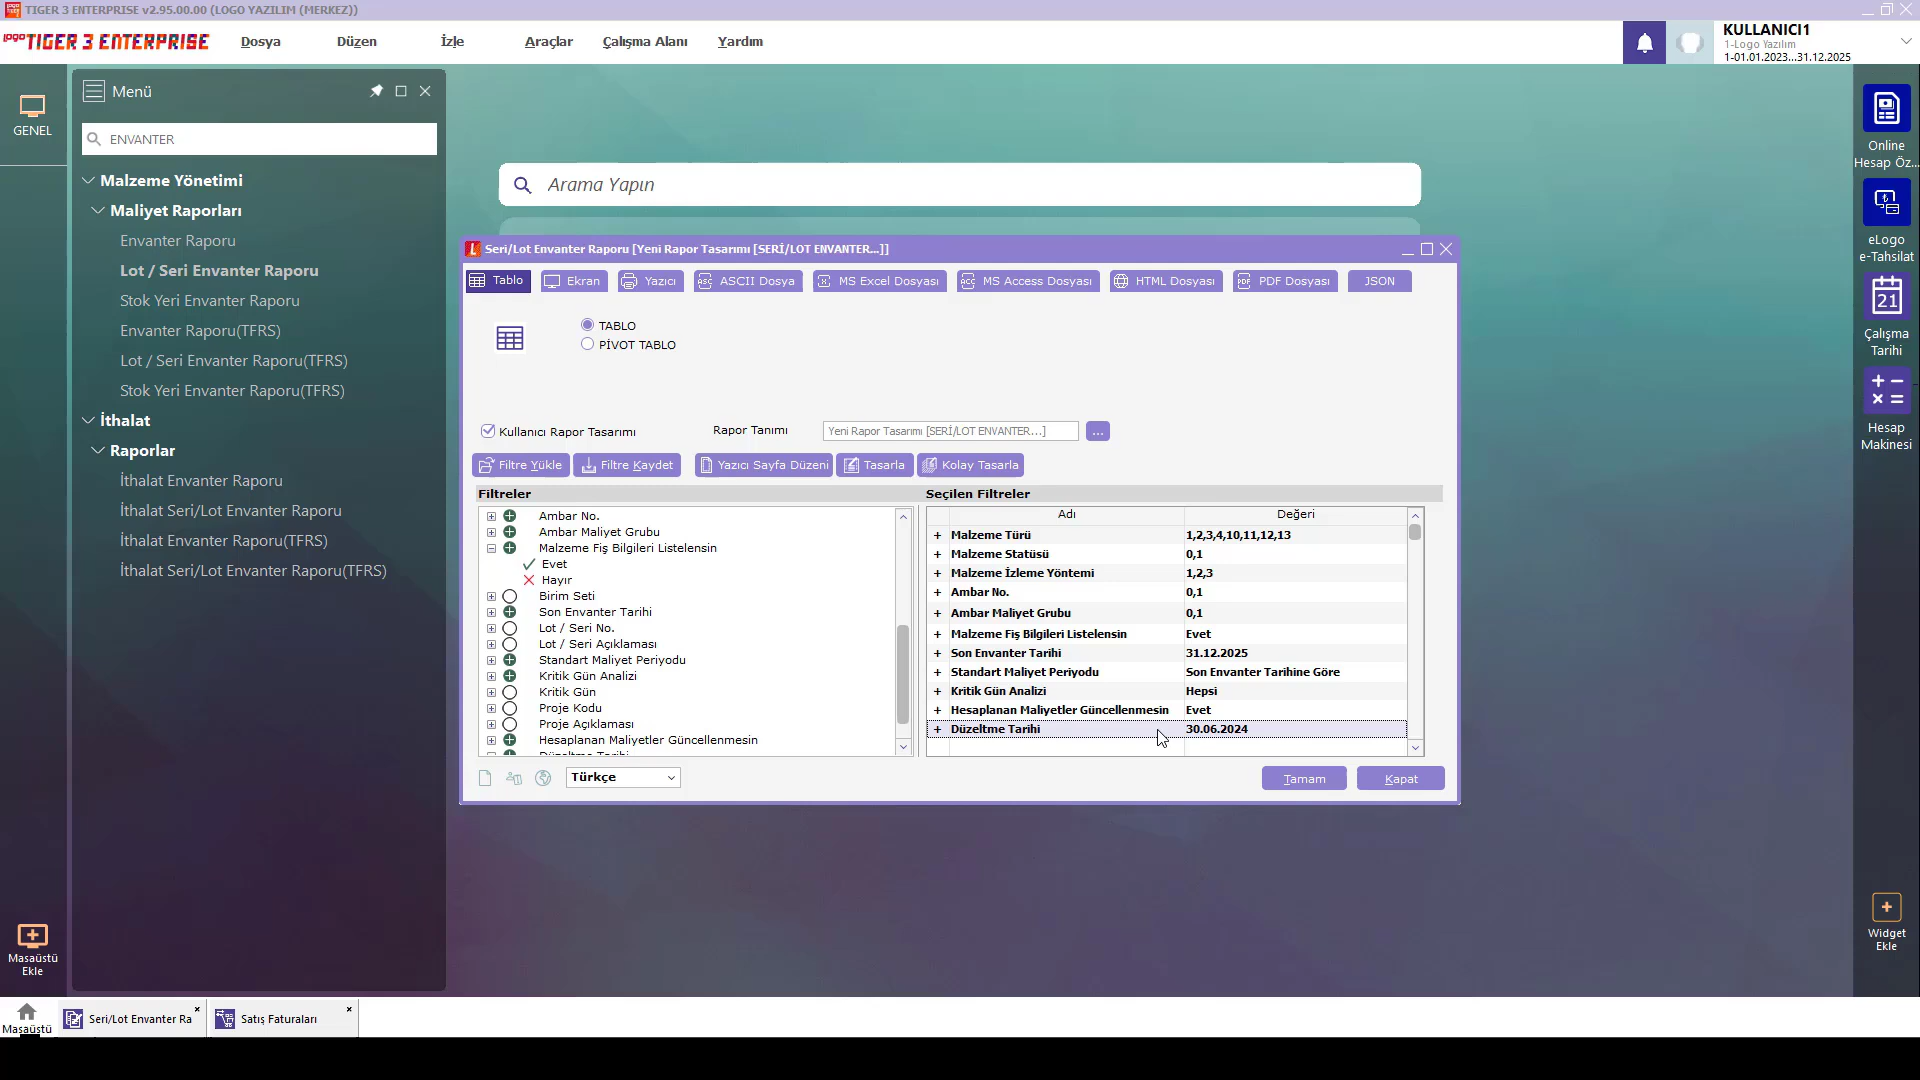 TIGER 3 ENTERPRISE v2.95.00.00 (LOGO YAZILIM (MERKEZ))
LOGO TIGER 3 ENTERPRISE
Dosya
Düzen
İzle
Araçlar
Çalışma Alanı
Yardım
KULLANICI1
1-Logo Yazılım
1-01.01.2023...31.12.2025
GENEL
Menü
ENVANTER
Malzeme Yönetimi
Maliyet Raporları
Envanter Raporu
Lot / Seri Envanter Raporu
Stok Yeri Envanter Raporu
Envanter Raporu(TFRS)
Lot / Seri Envanter Raporu(TFRS)
Stok Yeri Envanter Raporu(TFRS)
İthalat
Raporlar
İthalat Envanter Raporu
İthalat Seri/Lot Envanter Raporu
İthalat Envanter Raporu(TFRS)
İthalat Seri/Lot Envanter Raporu(TFRS)
Arama Yapın
Seri/Lot Envanter Raporu [Yeni Rapor Tasarımı [SERİ/LOT ENVANTER...]]
Tablo
Ekran
Yazıcı
ASCII Dosya
MS Excel Dosyası
MS Access Dosyası
HTML Dosyası
PDF Dosyası
JSON
TABLO
PİVOT TABLO
Kullanıcı Rapor Tasarımı
Rapor Tanımı
Yeni Rapor Tasarımı [SERİ/LOT ENVANTER...]
...
Filtre Yükle
Filtre Kaydet
Yazıcı Sayfa Düzeni
Tasarla
Kolay Tasarla
Filtreler
Ambar No.
Ambar Maliyet Grubu
Malzeme Fiş Bilgileri Listelensin
Evet
Hayır
Birim Seti
Son Envanter Tarihi
Lot / Seri No.
Lot / Seri Açıklaması
Standart Maliyet Periyodu
Kritik Gün Analizi
Kritik Gün
Proje Kodu
Proje Açıklaması
Hesaplanan Maliyetler Güncellenmesin
Düzeltme Tarihi
Seçilen Filtreler
Adı Değeri
+ Malzeme Türü 1,2,3,4,10,11,12,13
+ Malzeme Statüsü 0,1
+ Malzeme İzleme Yöntemi 1,2,3
+ Ambar No. 0,1
+ Ambar Maliyet Grubu 0,1
+ Malzeme Fiş Bilgileri Listelensin Evet
+ Son Envanter Tarihi 31.12.2025
+ Standart Maliyet Periyodu Son Envanter Tarihine Göre
+ Kritik Gün Analizi Hepsi
+ Hesaplanan Maliyetler Güncellenmesin Evet
+ Düzeltme Tarihi 30.06.2024
Türkçe
Tamam
Kapat
Online
Hesap Öz...
eLogo
e-Tahsilat
21
Çalışma
Tarihi
Hesap
Makinesi
Widget
Ekle
Masaüstü
Ekle
Masaüstü
Seri/Lot Envanter Ra
Satış Faturaları